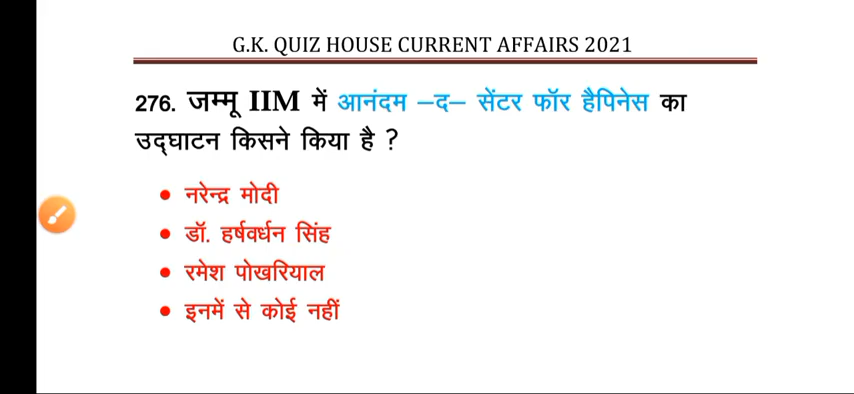 G.K. QUIZ HOUSE CURRENT AFFAIRS 2021
276. जम्मू IIM में आनंदम –द– सेंटर फॉर हैपिनेस का
उद्घाटन किसने किया है ?
• नरेन्द्र मोदी
• डॉ. हर्षवर्धन सिंह
• रमेश पोखरियाल
• इनमें से कोई नहीं